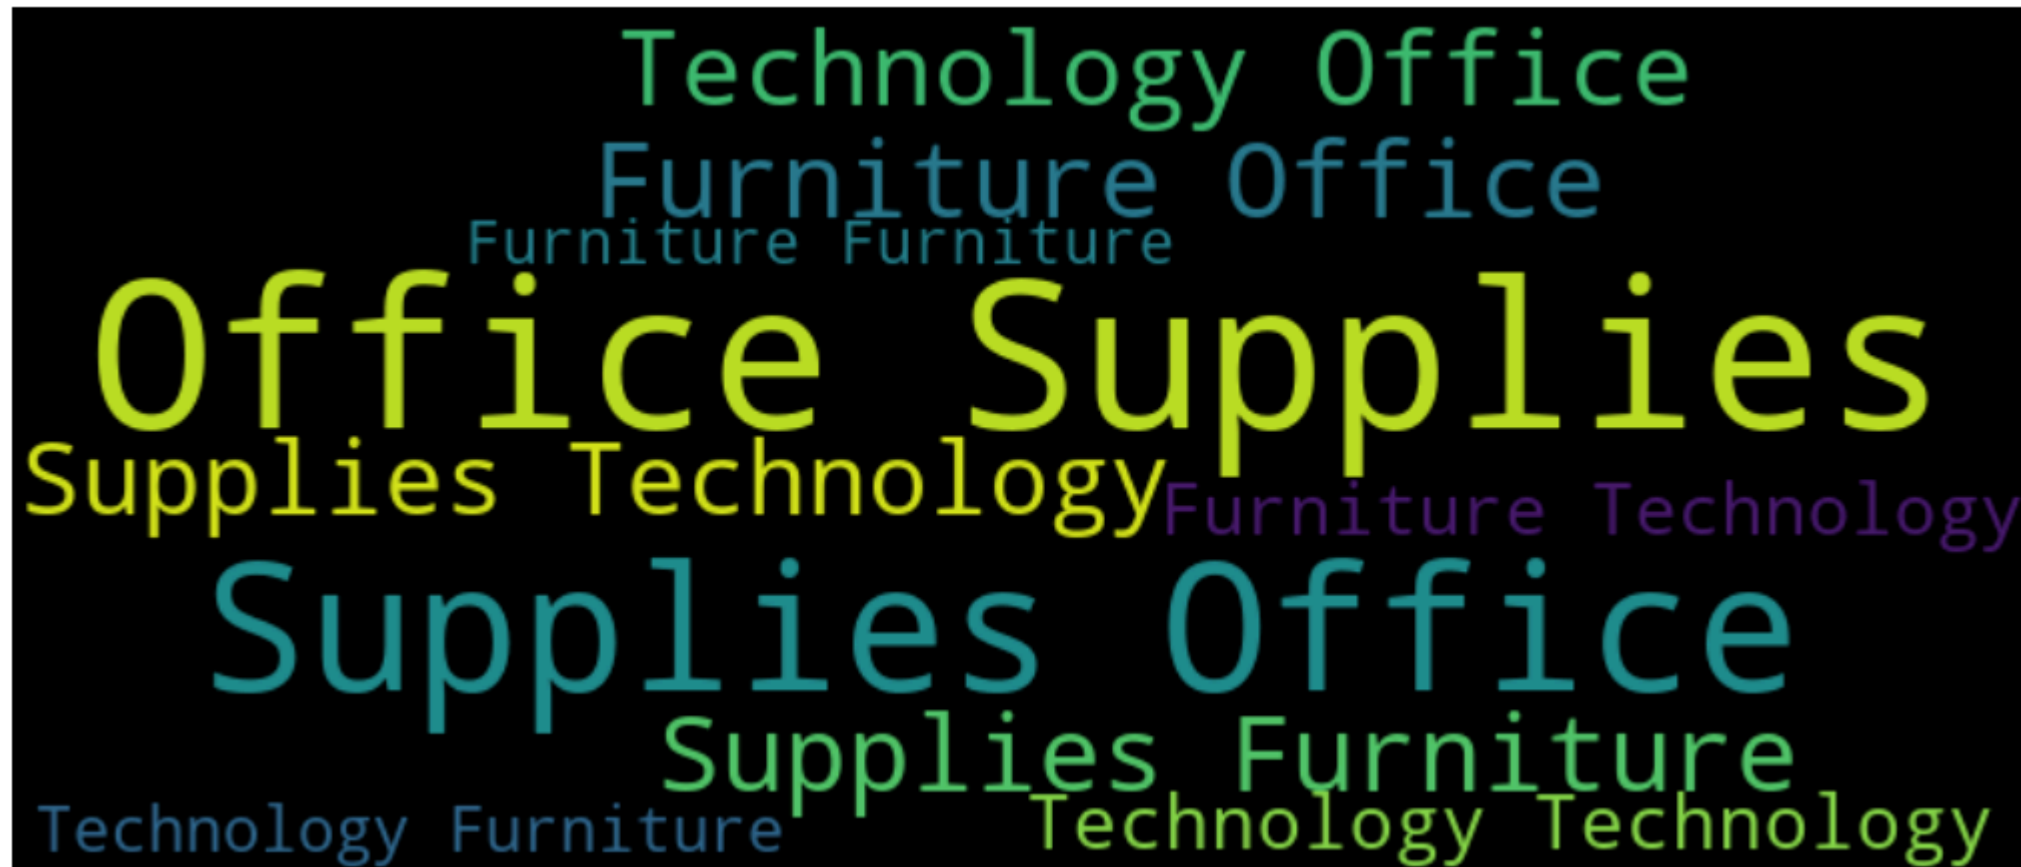 Technology Office
Furniture Office
Furniture Furniture
Office Supplies
Supplies Technology
Furniture Technology
Supplies Office
Supplies Furniture
Technology Furniture
Technology Technology